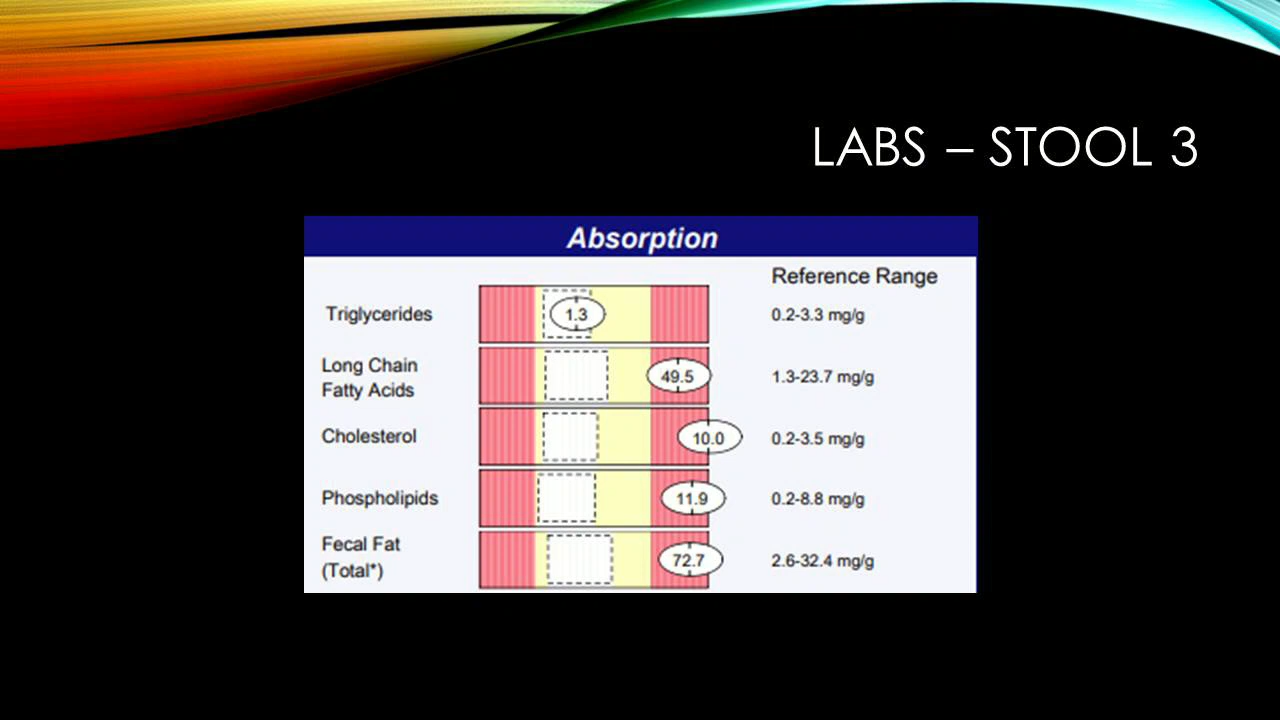 LABS – STOOL 3
Absorption
Reference Range
Triglycerides 1.3 0.2-3.3 mg/g
Long Chain
Fatty Acids 49.5 1.3-23.7 mg/g
Cholesterol 10.0 0.2-3.5 mg/g
Phospholipids 11.9 0.2-8.8 mg/g
Fecal Fat
(Total*) 72.7 2.6-32.4 mg/g